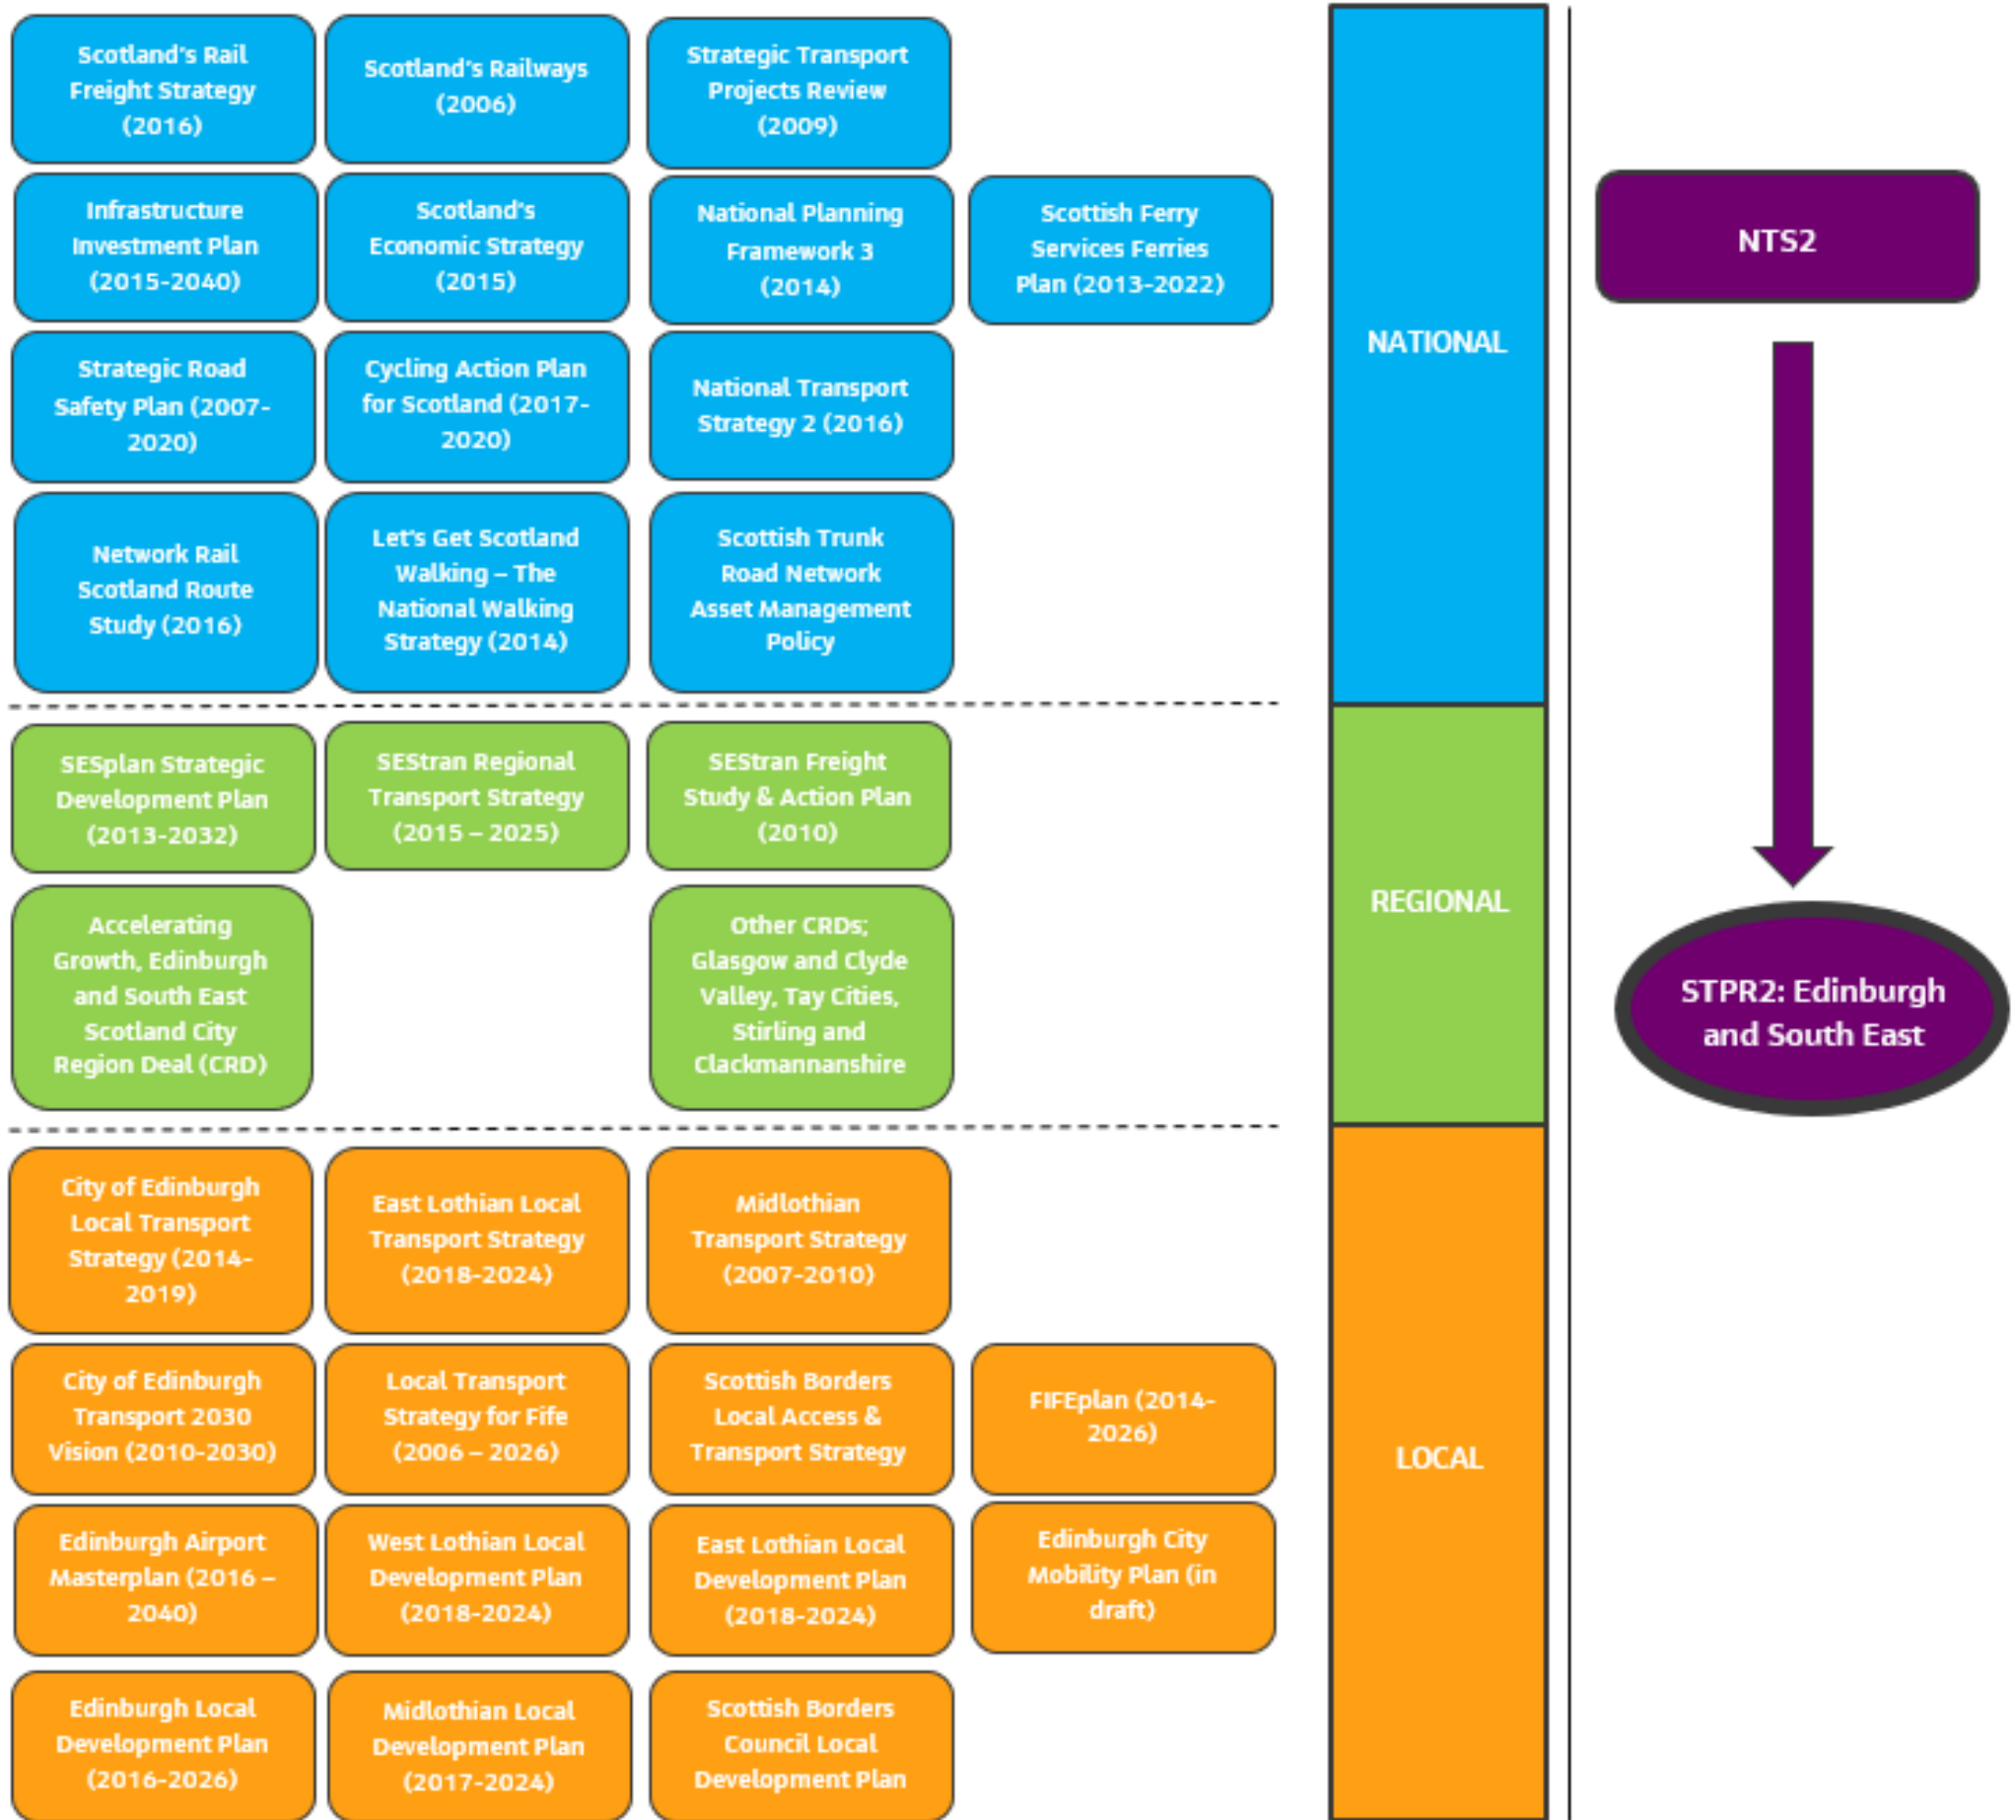 Scotland's Rail
Freight Strategy
(2016)
Scotland's Railways
(2006)
Strategic Transport
Projects Review
(2009)
Infrastructure
Investment Plan
(2015-2040)
Scotland's
Economic Strategy
(2015)
National Planning
Framework 3
(2014)
Scottish Ferry
Services Ferries
Plan (2013-2022)
Strategic Road
Safety Plan (2007-
2020)
Cycling Action Plan
for Scotland (2017-
2020)
National Transport
Strategy 2 (2016)
Network Rail
Scotland Route
Study (2016)
Let's Get Scotland
Walking – The
National Walking
Strategy (2014)
Scottish Trunk
Road Network
Asset Management
Policy
NATIONAL
NTS2
SESplan Strategic
Development Plan
(2013-2032)
SEStran Regional
Transport Strategy
(2015 – 2025)
SEStran Freight
Study & Action Plan
(2010)
Accelerating
Growth, Edinburgh
and South East
Scotland City
Region Deal (CRD)
Other CRDs;
Glasgow and Clyde
Valley, Tay Cities,
Stirling and
Clackmannanshire
REGIONAL
STPR2: Edinburgh
and South East
City of Edinburgh
Local Transport
Strategy (2014-
2019)
East Lothian Local
Transport Strategy
(2018-2024)
Midlothian
Transport Strategy
(2007-2010)
City of Edinburgh
Transport 2030
Vision (2010-2030)
Local Transport
Strategy for Fife
(2006 – 2026)
Scottish Borders
Local Access &
Transport Strategy
FIFEplan (2014-
2026)
Edinburgh Airport
Masterplan (2016 –
2040)
West Lothian Local
Development Plan
(2018-2024)
East Lothian Local
Development Plan
(2018-2024)
Edinburgh City
Mobility Plan (in
draft)
Edinburgh Local
Development Plan
(2016-2026)
Midlothian Local
Development Plan
(2017-2024)
Scottish Borders
Council Local
Development Plan
LOCAL